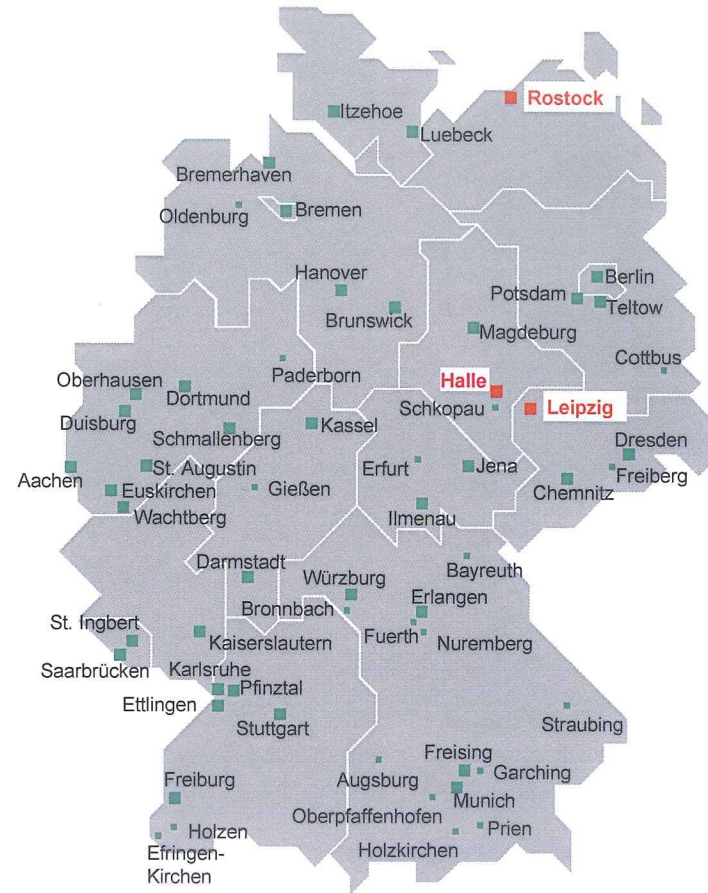 Rostock
Itzehoe
Luebeck
Bremerhaven
Oldenburg
Bremen
Hanover
Berlin
Potsdam
Teltow
Brunswick
Magdeburg
Paderborn
Cottbus
Oberhausen
Dortmund
Halle
Duisburg
Schkopau
Leipzig
Schmallenberg
Kassel
Dresden
Aachen
St. Augustin
Erfurt
Jena
Freiberg
Euskirchen
Gießen
Chemnitz
Wachtberg
Ilmenau
Darmstadt
Würzburg
Bayreuth
Bronnbach
Erlangen
St. Ingbert
Kaiserslautern
Fuerth
Nuremberg
Saarbrücken
Karlsruhe
Pfinztal
Ettlingen
Stuttgart
Straubing
Freising
Freiburg
Augsburg
Garching
Munich
Oberpfaffenhofen
Holzen
Prien
Efringen-
Kirchen
Holzkirchen